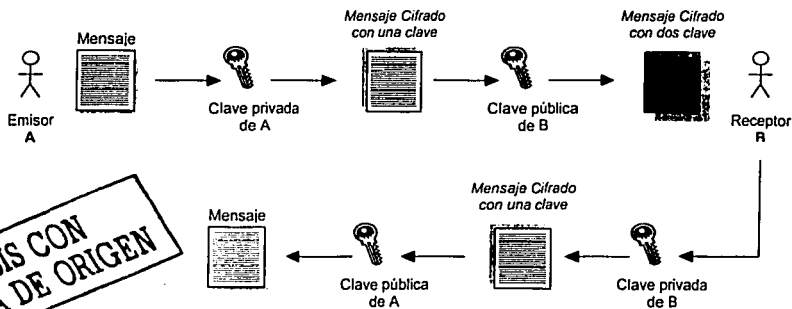 Mensaje
Mensaje Cifrado
con una clave
Mensaje Cifrado
con dos clave
Emisor
A
Clave privada
de A
Clave pública
de B
Receptor
B
Mensaje
Mensaje Cifrado
con una clave
Clave pública
de A
Clave privada
de B
CON
DE ORIGEN